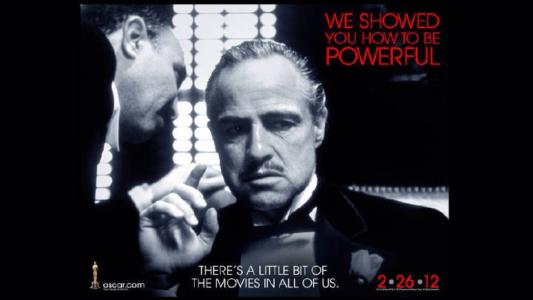 WE SHOWED
YOU HOW TO BE
POWERFUL
THERE'S A LITTLE BIT OF
THE MOVIES IN ALL OF US.
oscar.com
2•26•12